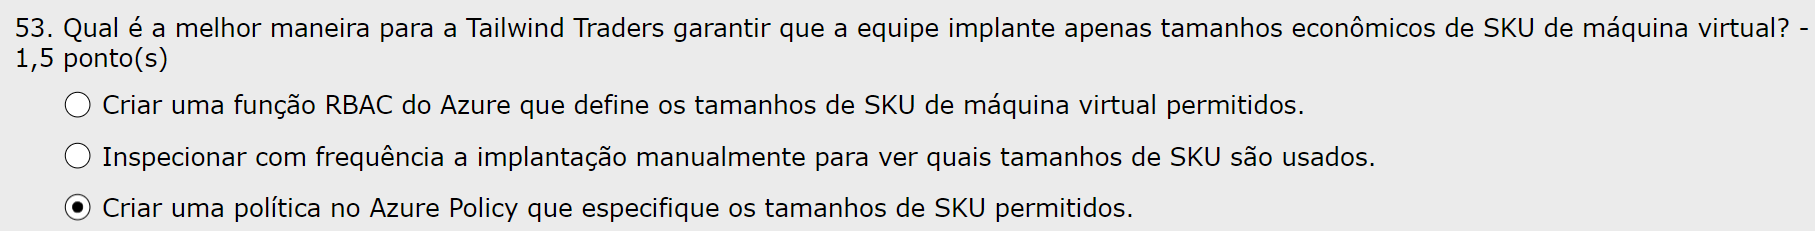 53. Qual é a melhor maneira para a Tailwind Traders garantir que a equipe implante apenas tamanhos econômicos de SKU de máquina virtual? -
1,5 ponto(s)
Criar uma função RBAC do Azure que define os tamanhos de SKU de máquina virtual permitidos.
Inspecionar com frequência a implantação manualmente para ver quais tamanhos de SKU são usados.
Criar uma política no Azure Policy que especifique os tamanhos de SKU permitidos.